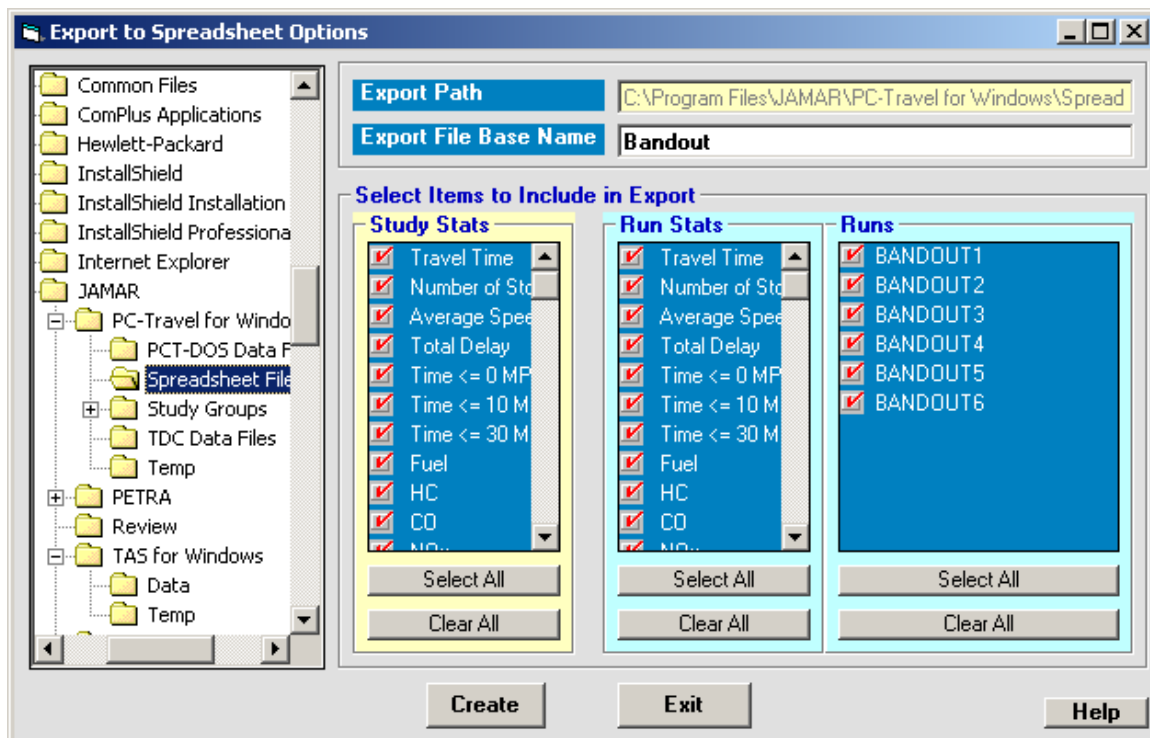 Export to Spreadsheet Options
Common Files
ComPlus Applications
Hewlett-Packard
InstallShield
InstallShield Installation
InstallShield Professiona
Internet Explorer
JAMAR
PC-Travel for Windo
PCT-DOS Data F
Spreadsheet File
Study Groups
TDC Data Files
Temp
PETRA
Review
TAS for Windows
Data
Temp
Export Path
C:\Program Files\JAMAR\PC-Travel for Windows\Spread
Export File Base Name
Bandout
Select Items to Include in Export
Study Stats
Travel Time
Number of Sto
Average Spee
Total Delay
Time <= 0 MP
Time <= 10 M
Time <= 30 M
Fuel
HC
CO
NOx
Select All
Clear All
Run Stats
Travel Time
Number of Sto
Average Spee
Total Delay
Time <= 0 MP
Time <= 10 M
Time <= 30 M
Fuel
HC
CO
NOx
Select All
Clear All
Runs
BANDOUT1
BANDOUT2
BANDOUT3
BANDOUT4
BANDOUT5
BANDOUT6
Select All
Clear All
Create
Exit
Help